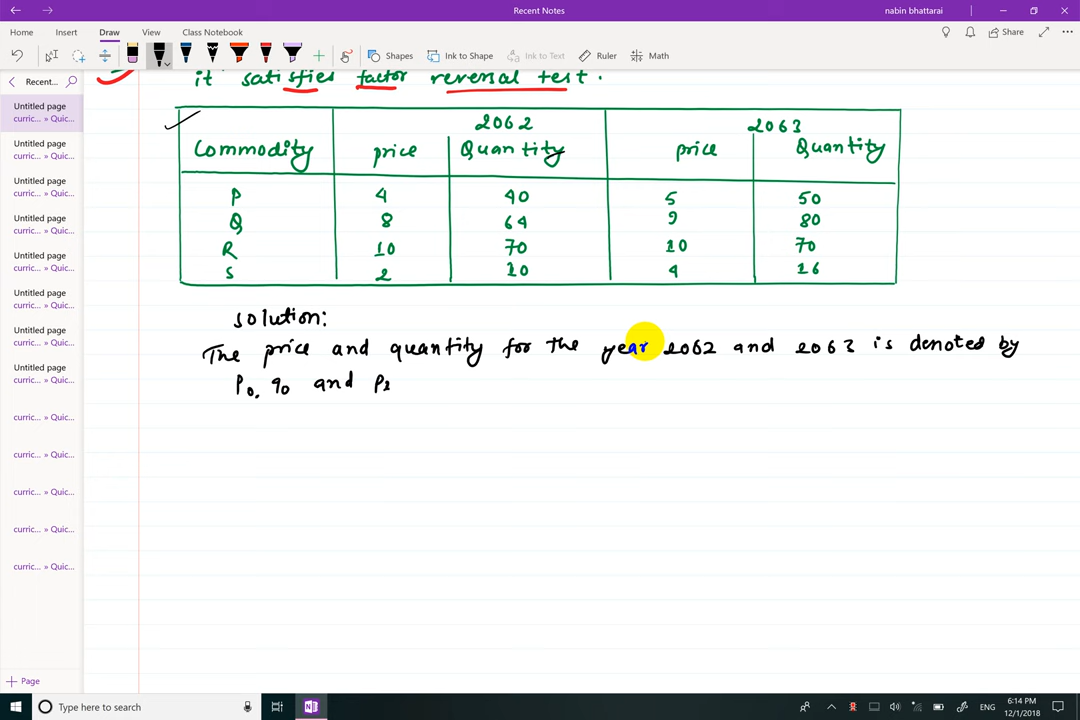 Recent Notes
nabin bhattarai
Home Insert Draw View Class Notebook
Share
Shapes Ink to Shape Ink to Text Ruler Math
Recent...
Untitled page
curric... » Quic...
Untitled page
curric... » Quic...
Untitled page
curric... » Quic...
Untitled page
curric... » Quic...
Untitled page
curric... » Quic...
Untitled page
curric... » Quic...
Untitled page
curric... » Quic...
Untitled page
curric... » Quic...
curric... » Quic...
curric... » Quic...
curric... » Quic...
curric... » Quic...
Page
it satisfies factor reversal test.
2062 2063
Commodity price Quantity price Quantity
P 4 40 5 50
Q 8 64 9 80
R 10 70 10 70
S 2 10 4 16
Solution:
The price and quantity for the year 2062 and 2063 is denoted by
P0, q0 and P1
Type here to search
ENG
6:14 PM
12/1/2018